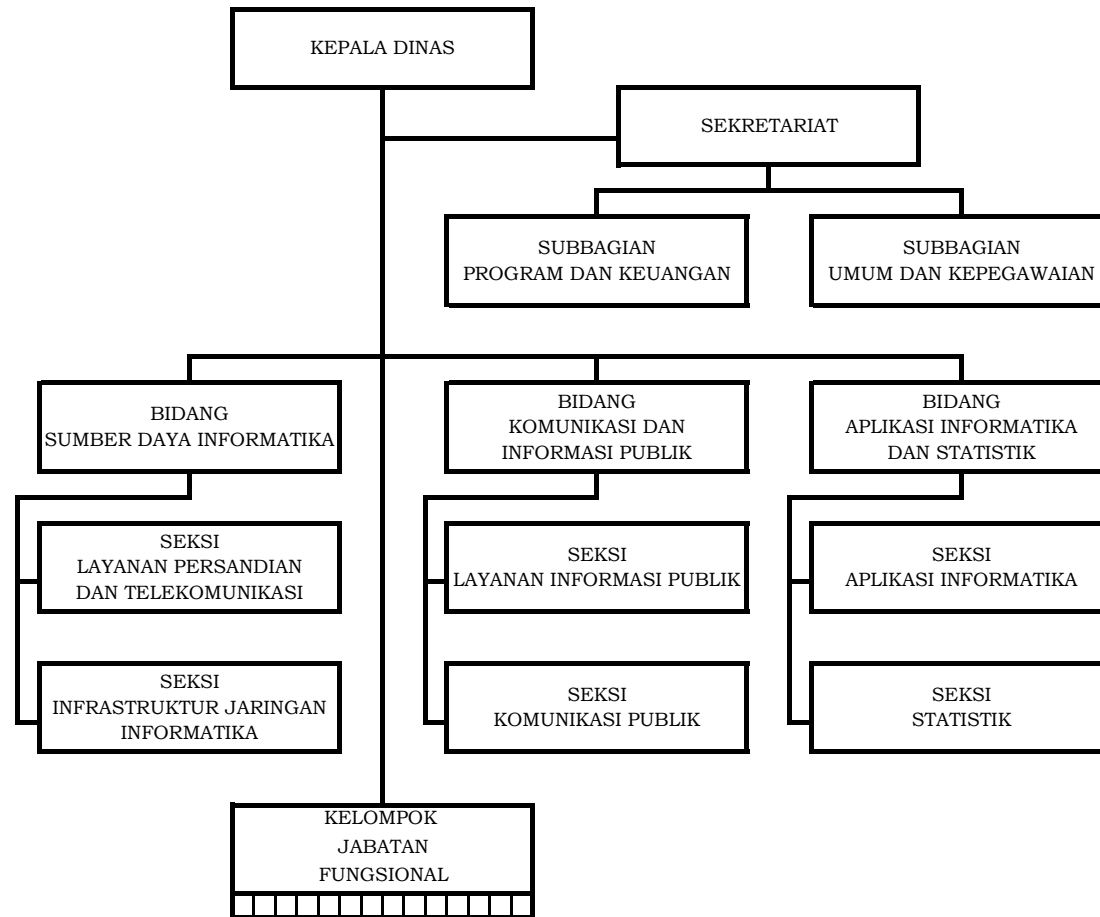 KEPALA DINAS
SEKRETARIAT
SUBBAGIAN
PROGRAM DAN KEUANGAN
SUBBAGIAN
UMUM DAN KEPEGAWAIAN
BIDANG
SUMBER DAYA INFORMATIKA
BIDANG
KOMUNIKASI DAN
INFORMASI PUBLIK
BIDANG
APLIKASI INFORMATIKA
DAN STATISTIK
SEKSI
LAYANAN PERSANDIAN
DAN TELEKOMUNIKASI
SEKSI
LAYANAN INFORMASI PUBLIK
SEKSI
APLIKASI INFORMATIKA
SEKSI
INFRASTRUKTUR JARINGAN
INFORMATIKA
SEKSI
KOMUNIKASI PUBLIK
SEKSI
STATISTIK
KELOMPOK
JABATAN
FUNGSIONAL